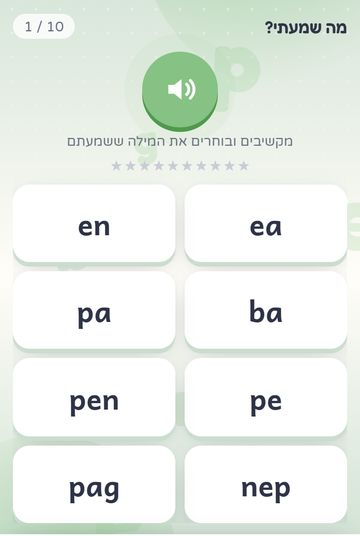 מה שמעתי?
1 / 10
מקשיבים ובוחרים את המילה ששמעתם
ea
en
ba
pa
pe
pen
nep
pag